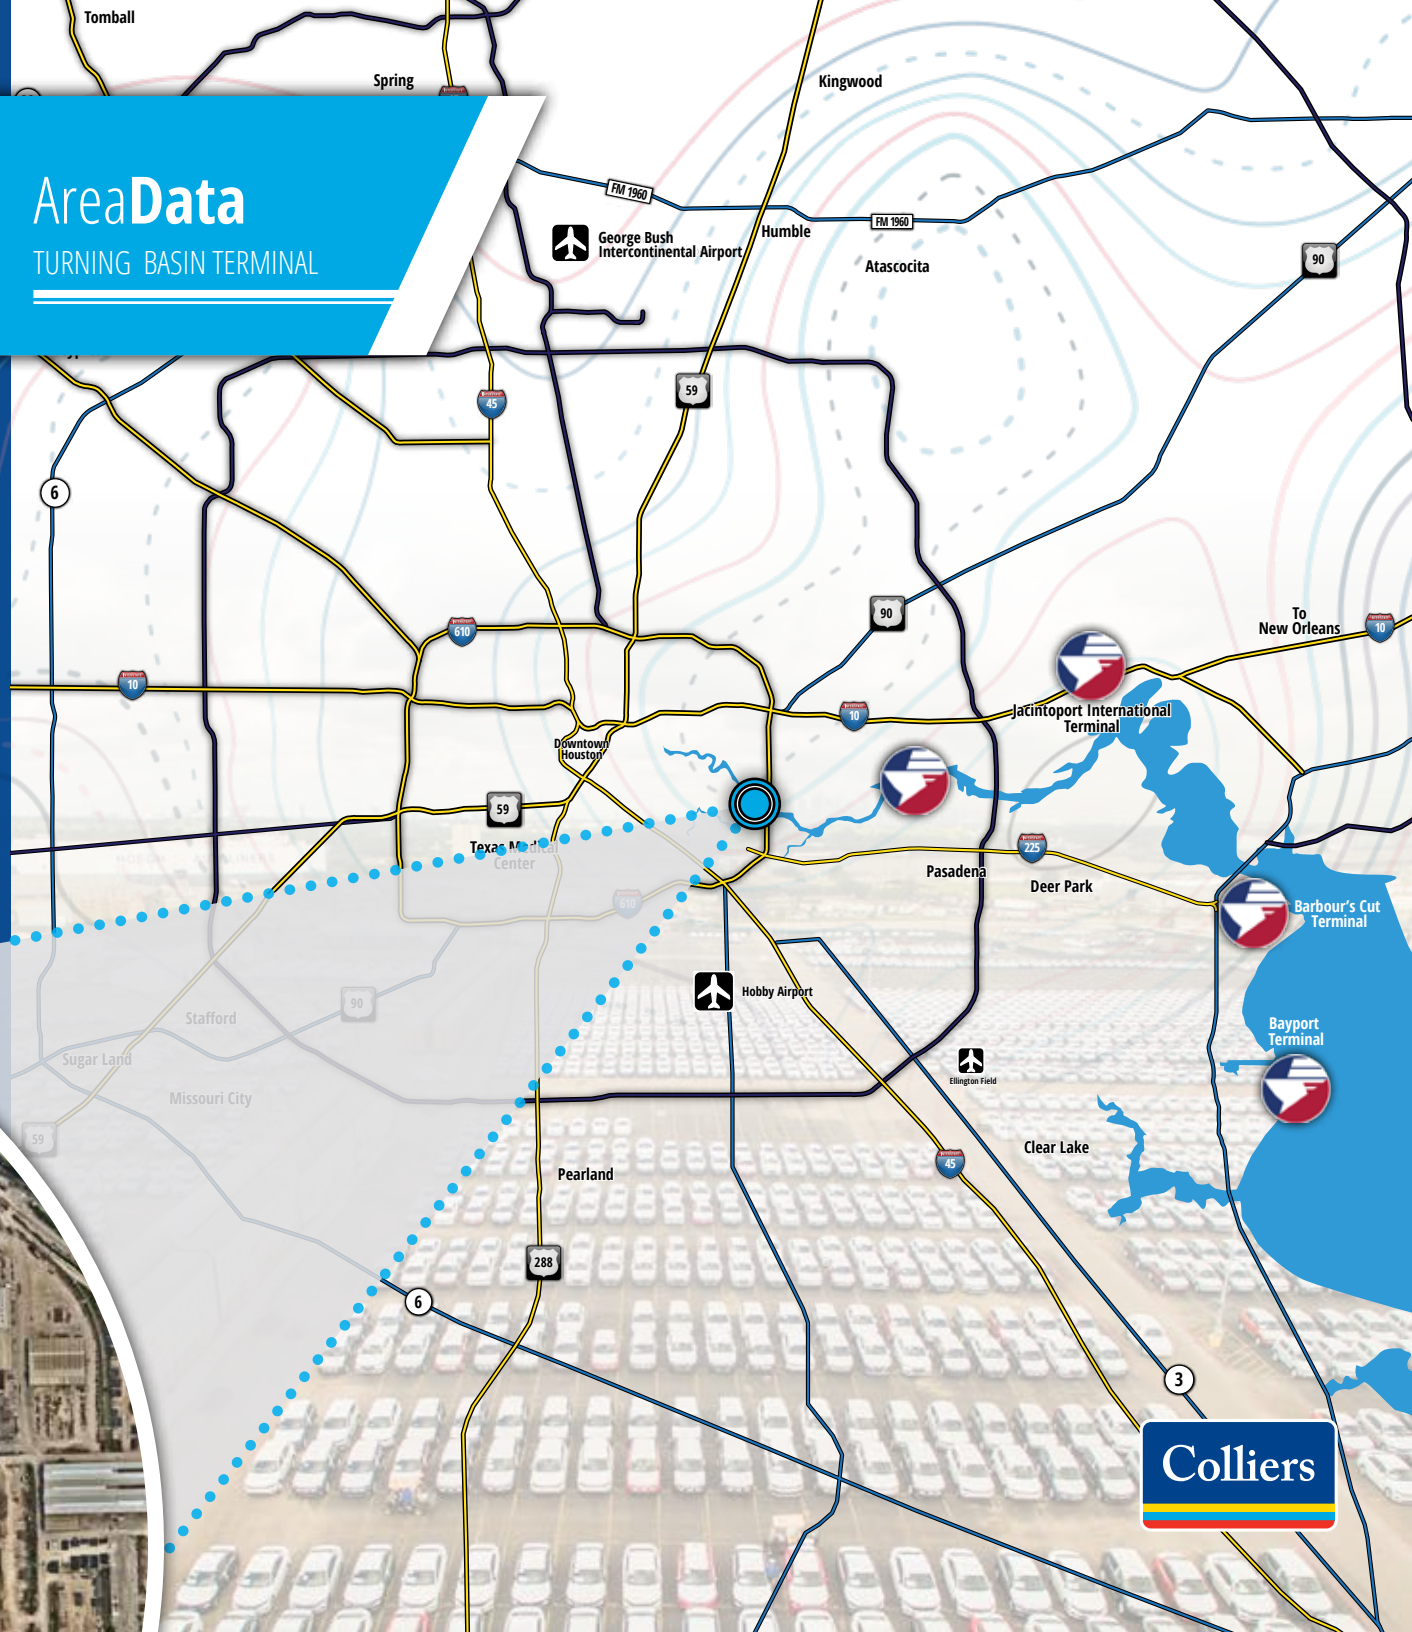 Tomball
Spring
Kingwood
AreaData
TURNING BASIN TERMINAL
FM 1960
FM 1960
George Bush
Intercontinental Airport
Humble
Atascocita
90
59
45
6
90
610
To
New Orleans
10
10
10
Jacintoport International
Terminal
Downtown
Houston
59
Texas Medical
Center
225
Pasadena
Deer Park
610
Barbour's Cut
Terminal
Hobby Airport
90
Stafford
Bayport
Terminal
Sugar Land
Ellington Field
Missouri City
59
Clear Lake
45
Pearland
288
6
3
Colliers